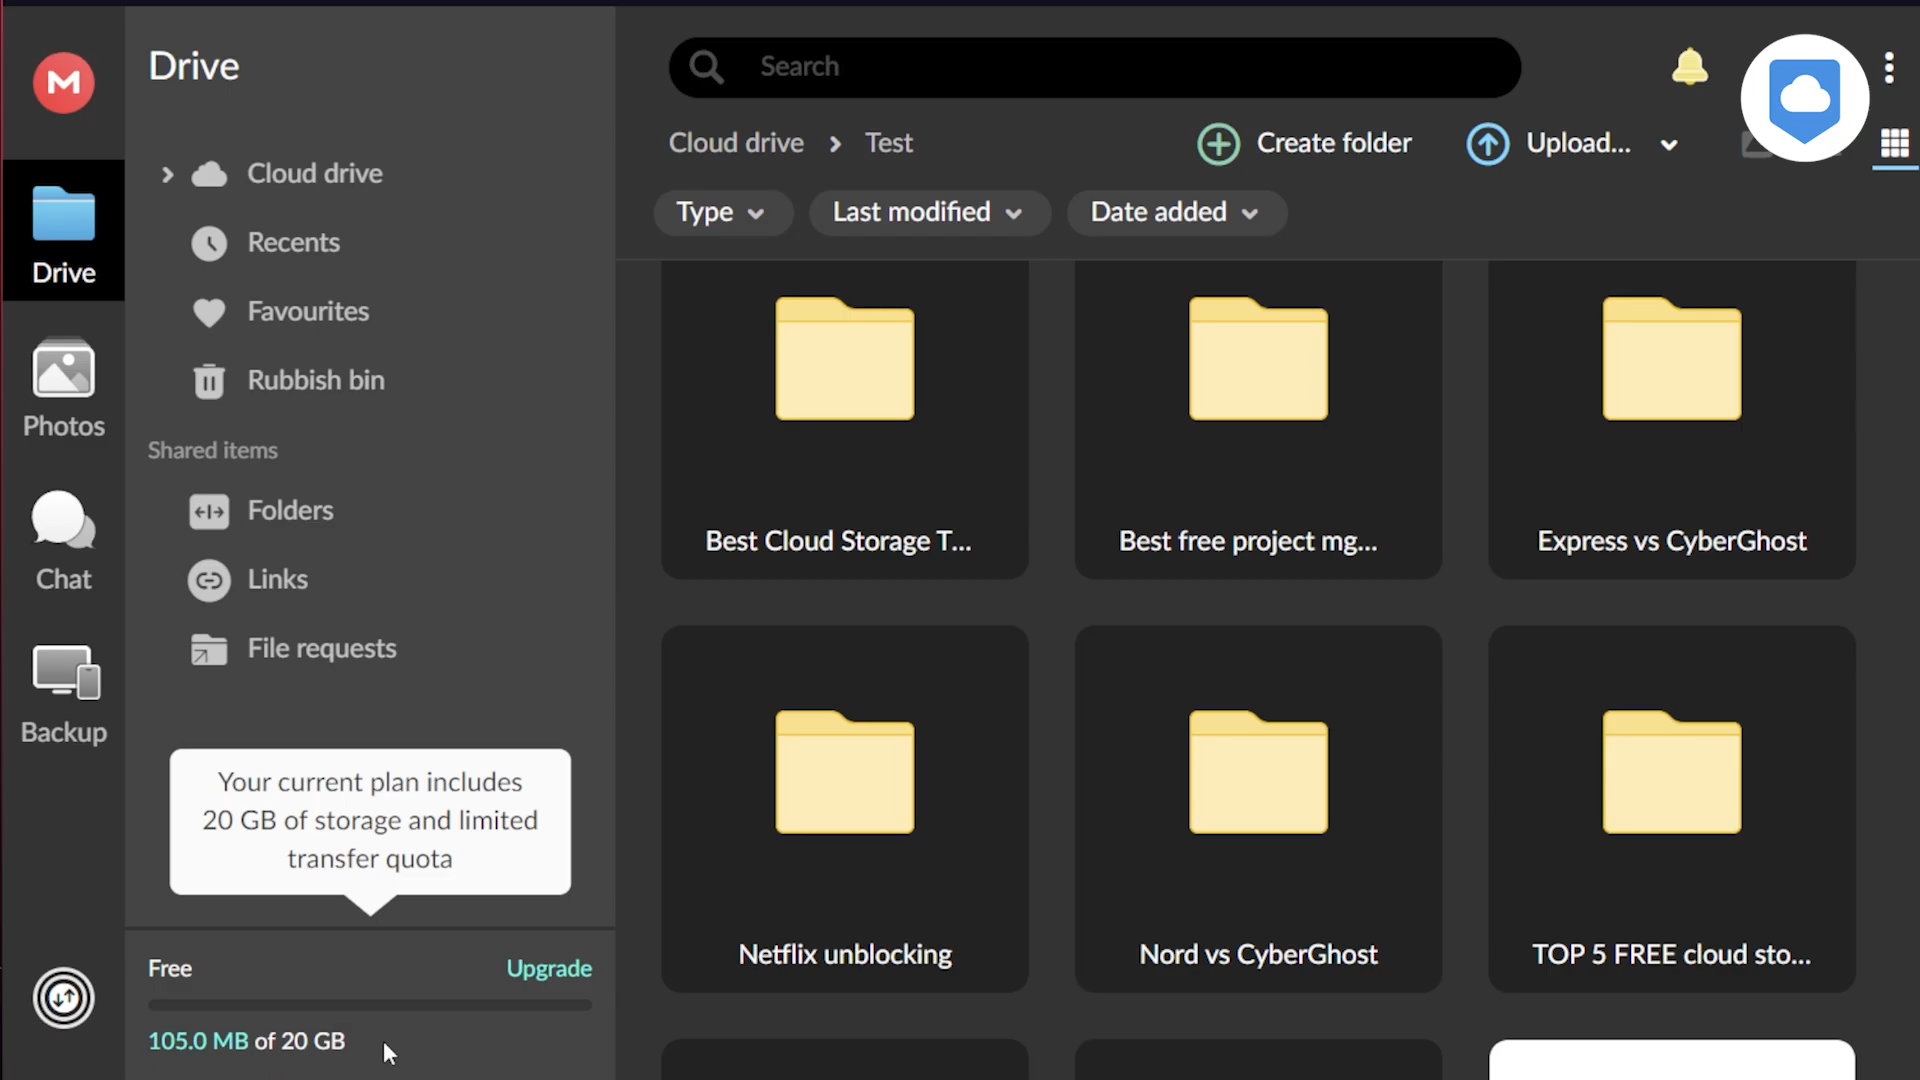 M
Drive
Drive
Photos
Chat
Backup
Cloud drive
Recents
Favourites
Rubbish bin
Shared items
Folders
Links
File requests
Your current plan includes
20 GB of storage and limited
transfer quota
Free
Upgrade
105.0 MB of 20 GB
Search
Cloud drive
Test
Create folder
Upload...
Type
Last modified
Date added
Best Cloud Storage T...
Best free project mg...
Express vs CyberGhost
Netflix unblocking
Nord vs CyberGhost
TOP 5 FREE cloud sto...